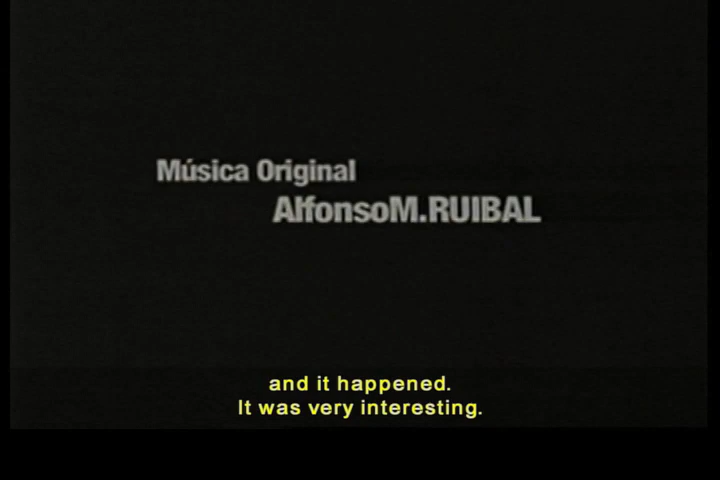 Música Original
AlfonsoM.RUIBAL
and it happened.
It was very interesting.